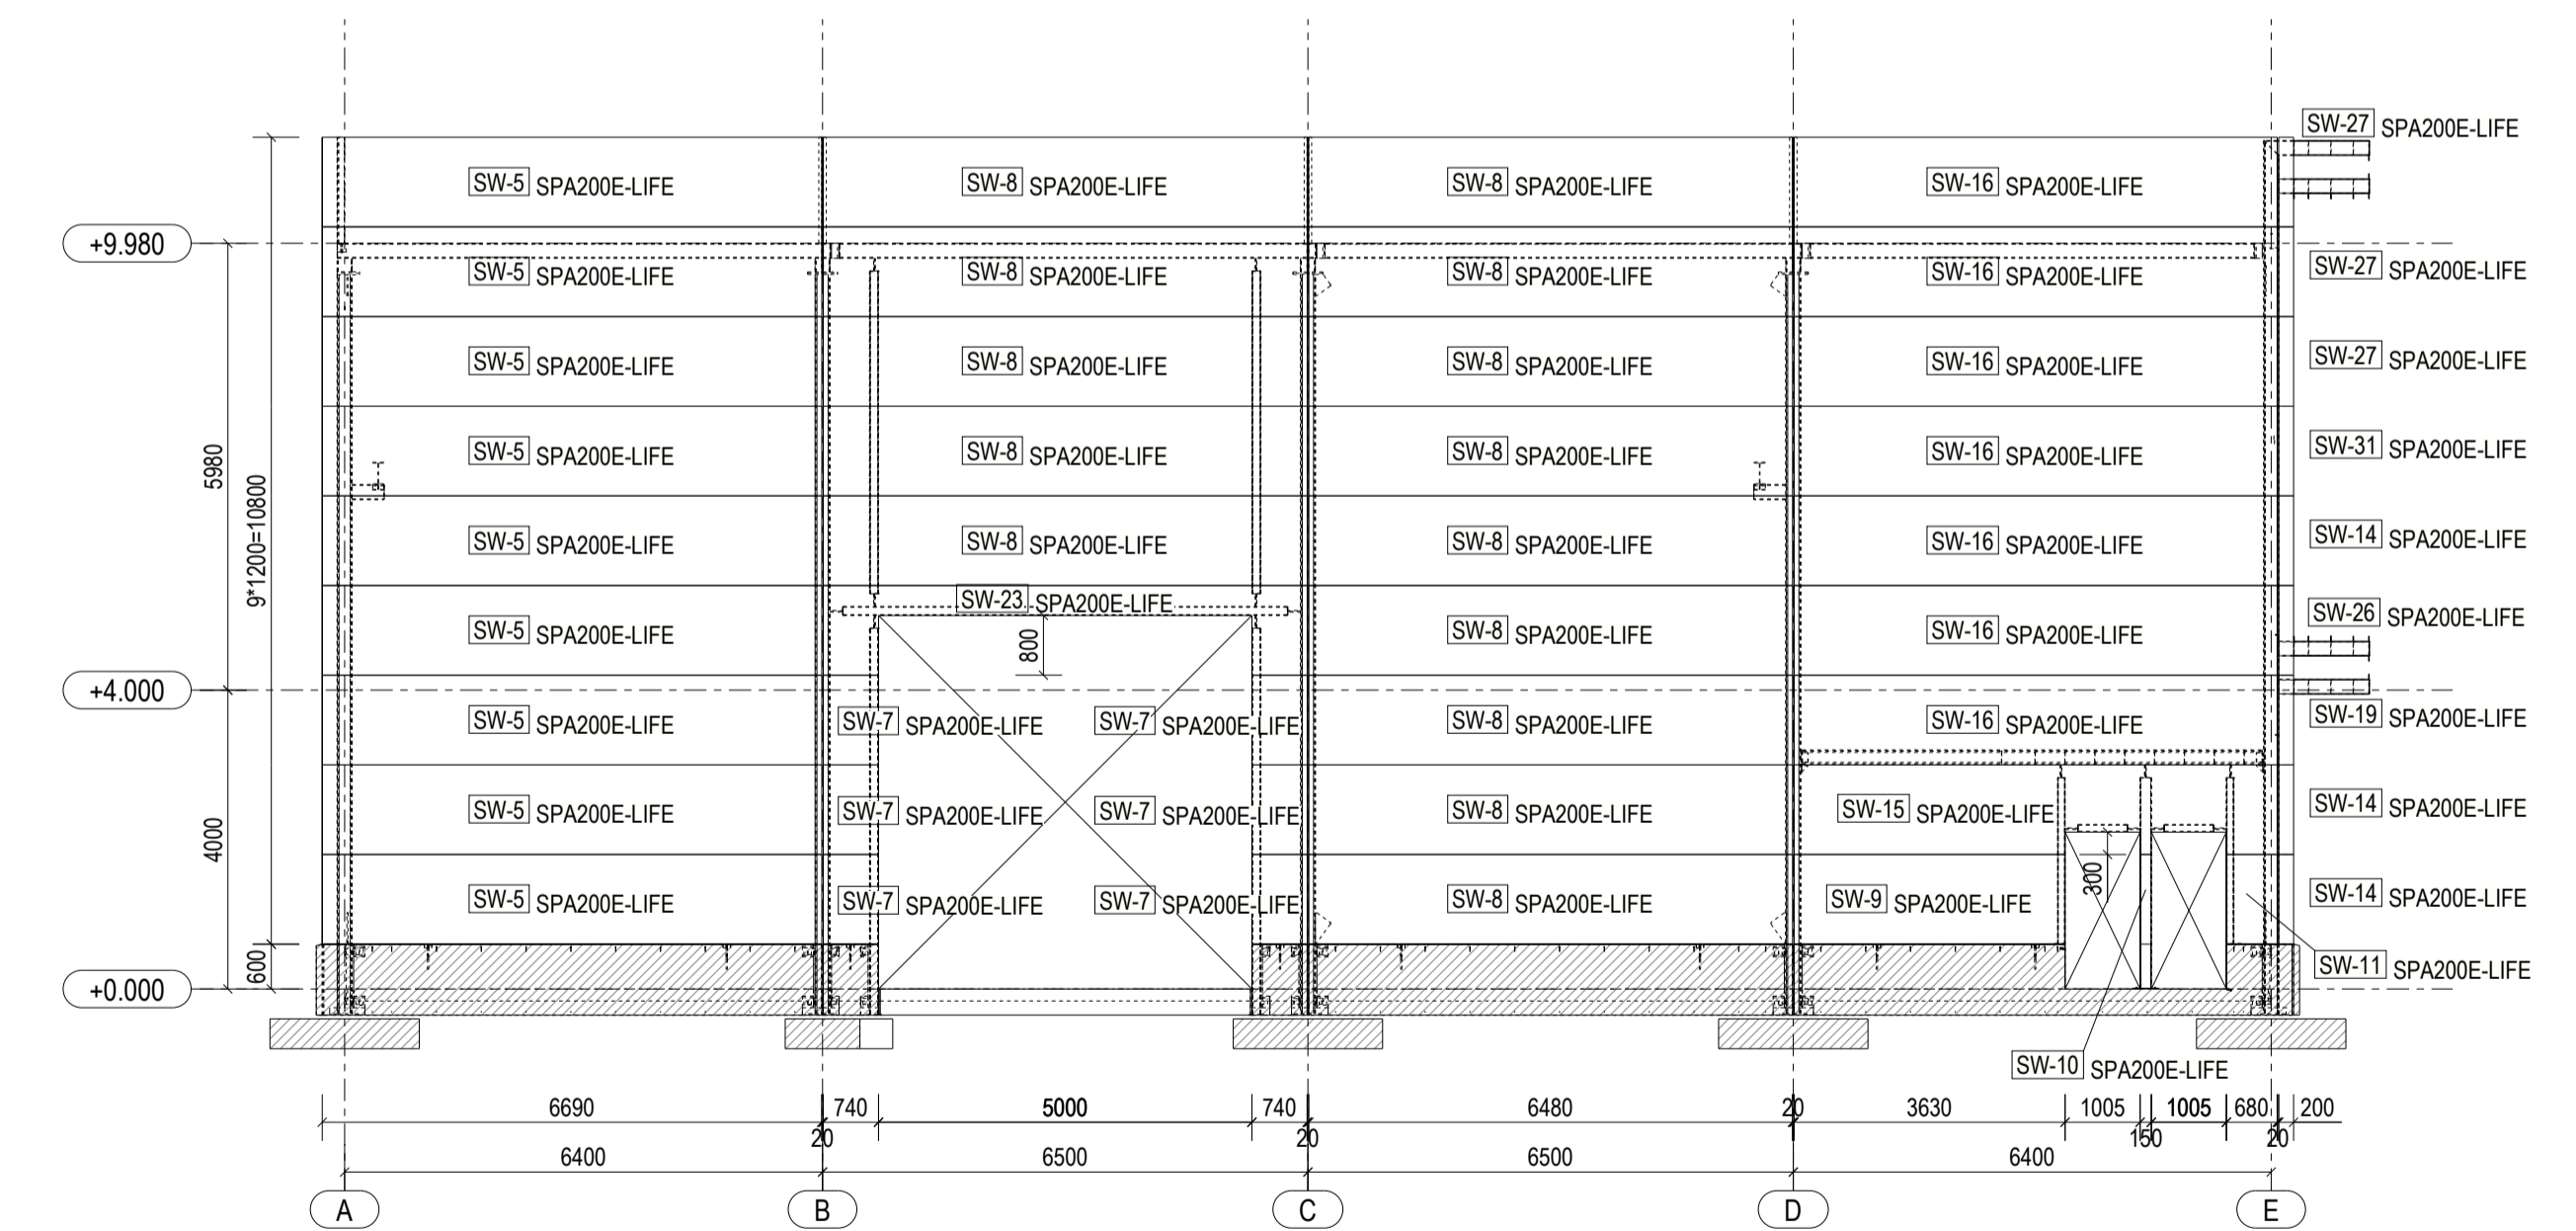 SW-27 SPA200E-LIFE
SW-5 SPA200E-LIFE SW-8 SPA200E-LIFE SW-8 SPA200E-LIFE SW-16 SPA200E-LIFE
+9.980
SW-5 SPA200E-LIFE SW-8 SPA200E-LIFE SW-8 SPA200E-LIFE SW-16 SPA200E-LIFE SW-27 SPA200E-LIFE
SW-5 SPA200E-LIFE SW-8 SPA200E-LIFE SW-8 SPA200E-LIFE SW-16 SPA200E-LIFE SW-27 SPA200E-LIFE
5980
9*1200=10800
SW-5 SPA200E-LIFE SW-8 SPA200E-LIFE SW-8 SPA200E-LIFE SW-16 SPA200E-LIFE SW-31 SPA200E-LIFE
SW-5 SPA200E-LIFE SW-8 SPA200E-LIFE SW-8 SPA200E-LIFE SW-16 SPA200E-LIFE SW-14 SPA200E-LIFE
SW-23 SPA200E-LIFE
SW-5 SPA200E-LIFE SW-8 SPA200E-LIFE SW-16 SPA200E-LIFE SW-26 SPA200E-LIFE
800
+4.000
SW-5 SPA200E-LIFE SW-7 SPA200E-LIFE SW-7 SPA200E-LIFE SW-8 SPA200E-LIFE SW-16 SPA200E-LIFE SW-19 SPA200E-LIFE
4000
SW-5 SPA200E-LIFE SW-7 SPA200E-LIFE SW-7 SPA200E-LIFE SW-8 SPA200E-LIFE SW-15 SPA200E-LIFE SW-14 SPA200E-LIFE
300
SW-5 SPA200E-LIFE SW-7 SPA200E-LIFE SW-7 SPA200E-LIFE SW-8 SPA200E-LIFE SW-9 SPA200E-LIFE SW-14 SPA200E-LIFE
600
SW-11 SPA200E-LIFE
+0.000
SW-10 SPA200E-LIFE
6690 740 5000 740 6480 20 3630 1005 1005 680 200
20 20 150 20
6400 6500 6500 6400
A B C D E